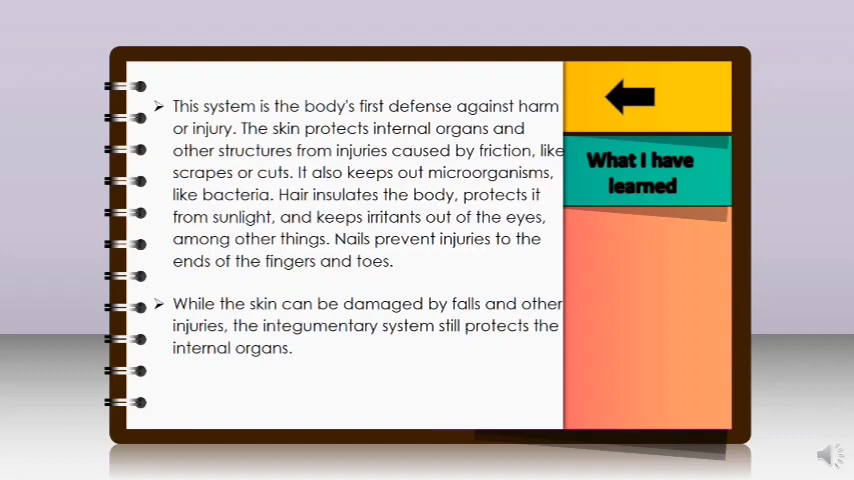 ➢ This system is the body's first defense against harm
or injury. The skin protects internal organs and
other structures from injuries caused by friction, like
scrapes or cuts. It also keeps out microorganisms,
like bacteria. Hair insulates the body, protects it
from sunlight, and keeps irritants out of the eyes,
among other things. Nails prevent injuries to the
ends of the fingers and toes.
➢ While the skin can be damaged by falls and other
injuries, the integumentary system still protects the
internal organs.
What I have
learned